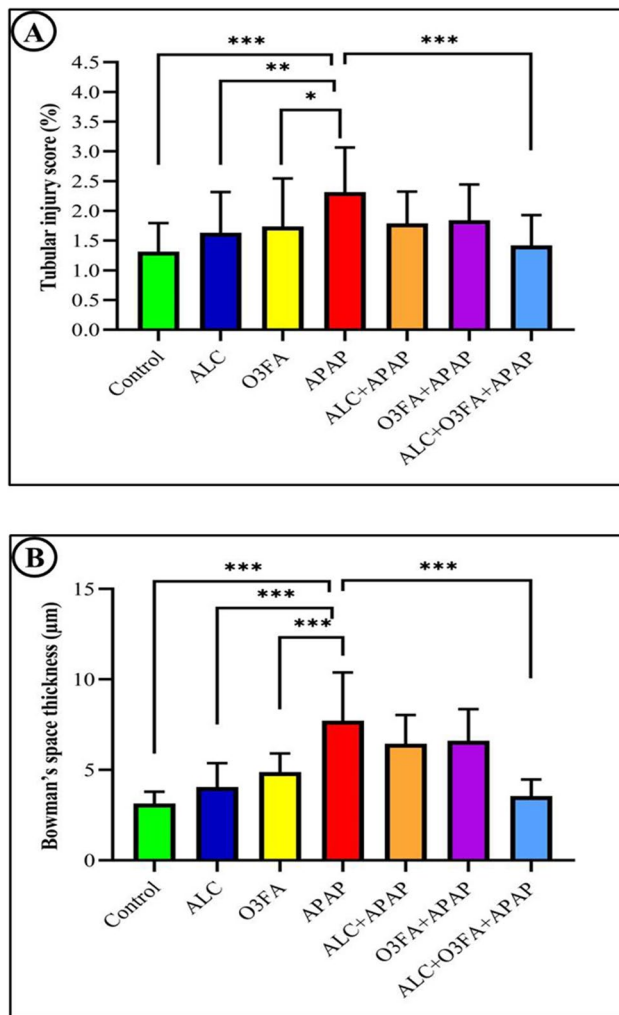 A
***
***
**
*
Tubular injury score (%)
4.5
4.0
3.5
3.0
2.5
2.0
1.5
1.0
0.5
0.0
Control
ALC
O3FA
APAP
ALC+APAP
O3FA+APAP
ALC+O3FA+APAP
B
***
***
***
***
Bowman's space thickness (µm)
15
10
5
0
Control
ALC
O3FA
APAP
ALC+APAP
O3FA+APAP
ALC+O3FA+APAP